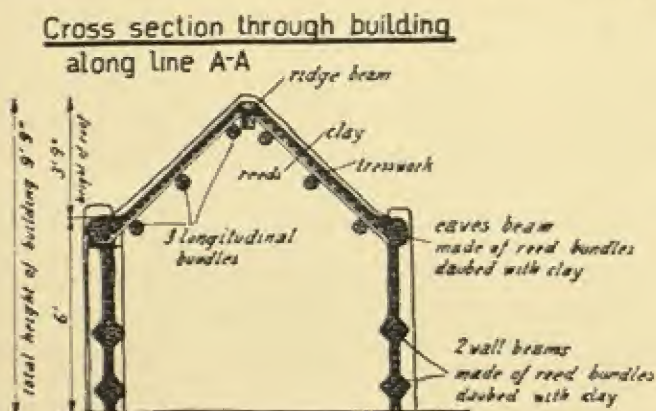 Cross section through building
along line A-A
ridge beam
clay
reeds
tresswork
total height of building 9'9"
3'9"
height of roof
6'
3 longitudinal
bundles
eaves beam
made of reed bundles
daubed with clay
2 wall beams
made of reed bundles
daubed with clay